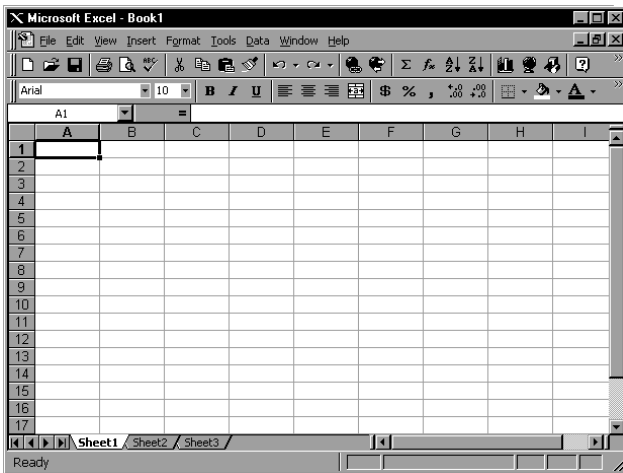 Microsoft Excel - Book1
File Edit View Insert Format Tools Data Window Help
Arial 10 B I U $ % ,
A1 =
A B C D E F G H I
1
2
3
4
5
6
7
8
9
10
11
12
13
14
15
16
17
Sheet1 Sheet2 Sheet3
Ready